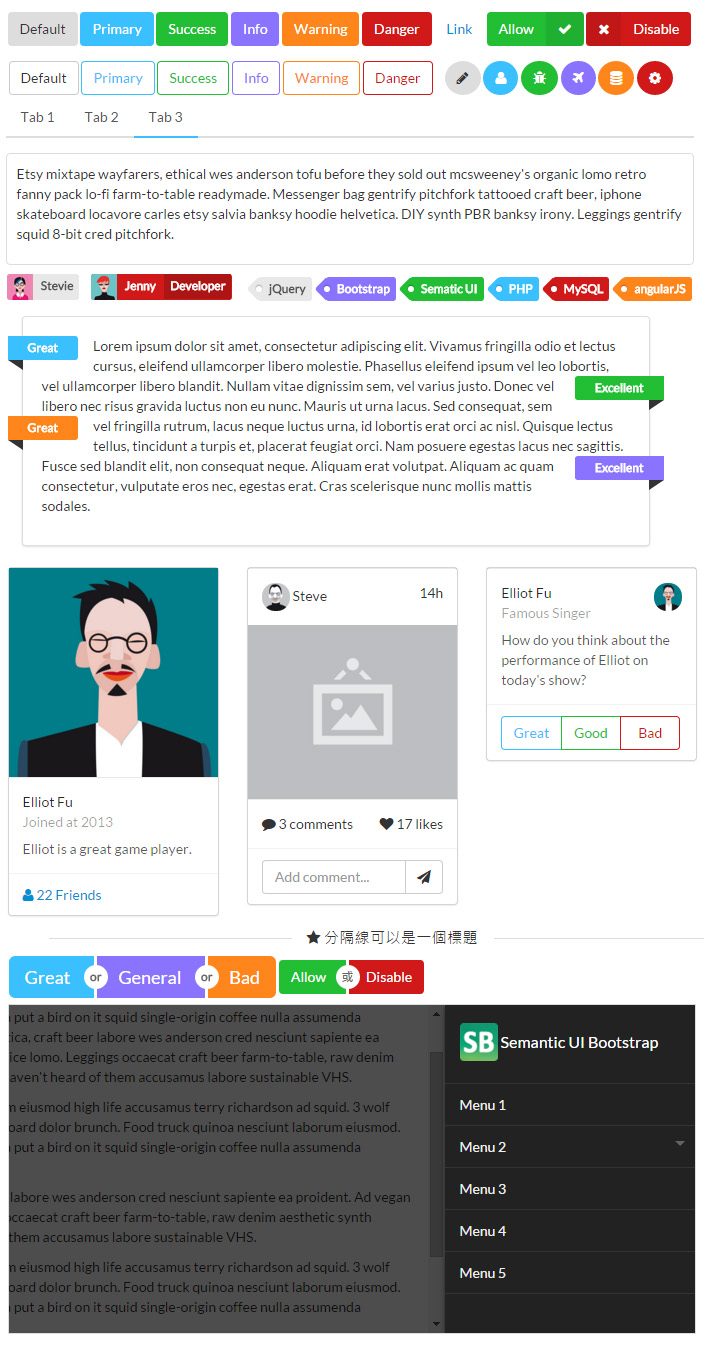 Default Primary Success Info Warning Danger Link Allow Disable
Default Primary Success Info Warning Danger
Tab 1 Tab 2 Tab 3
Etsy mixtape wayfarers, ethical wes anderson tofu before they sold out mcsweeney's organic lomo retro
fanny pack lo-fi farm-to-table readymade. Messenger bag gentrify pitchfork tattooed craft beer, iphone
skateboard locavore carles etsy salvia banksy hoodie helvetica. DIY synth PBR banksy irony. Leggings gentrify
squid 8-bit cred pitchfork.
Stevie Jenny Developer jQuery Bootstrap Sematic UI PHP MySQL angularJS
Great Lorem ipsum dolor sit amet, consectetur adipiscing elit. Vivamus fringilla odio et lectus
cursus, eleifend ullamcorper libero molestie. Phasellus eleifend ipsum vel leo lobortis,
vel ullamcorper libero blandit. Nullam vitae dignissim sem, vel varius justo. Donec vel Excellent
libero nec risus gravida luctus non eu nunc. Mauris ut urna lacus. Sed consequat, sem
Great vel fringilla rutrum, lacus neque luctus urna, id lobortis erat orci ac nisl. Quisque lectus
tellus, tincidunt a turpis et, placerat feugiat orci. Nam posuere egestas lacus nec sagittis.
Fusce sed blandit elit, non consequat neque. Aliquam erat volutpat. Aliquam ac quam Excellent
consectetur, vulputate eros nec, egestas erat. Cras scelerisque nunc mollis mattis
sodales.
Elliot Fu
Joined at 2013
Elliot is a great game player.
22 Friends
Steve 14h
3 comments 17 likes
Add comment...
Elliot Fu
Famous Singer
How do you think about the
performance of Elliot on
today's show?
Great Good Bad
分隔線可以是一個標題
Great or General or Bad Allow 或 Disable
put a bird on it squid single-origin coffee nulla assumenda
tica, craft beer labore wes anderson cred nesciunt sapiente ea
ice lomo. Leggings occaecat craft beer farm-to-table, raw denim
aven't heard of them accusamus labore sustainable VHS.
m eiusmod high life accusamus terry richardson ad squid. 3 wolf
oard dolor brunch. Food truck quinoa nesciunt laborum eiusmod.
put a bird on it squid single-origin coffee nulla assumenda
labore wes anderson cred nesciunt sapiente ea proident. Ad vegan
occaecat craft beer farm-to-table, raw denim aesthetic synth
them accusamus labore sustainable VHS.
m eiusmod high life accusamus terry richardson ad squid. 3 wolf
oard dolor brunch. Food truck quinoa nesciunt laborum eiusmod.
put a bird on it squid single-origin coffee nulla assumenda
SB Semantic UI Bootstrap
Menu 1
Menu 2
Menu 3
Menu 4
Menu 5